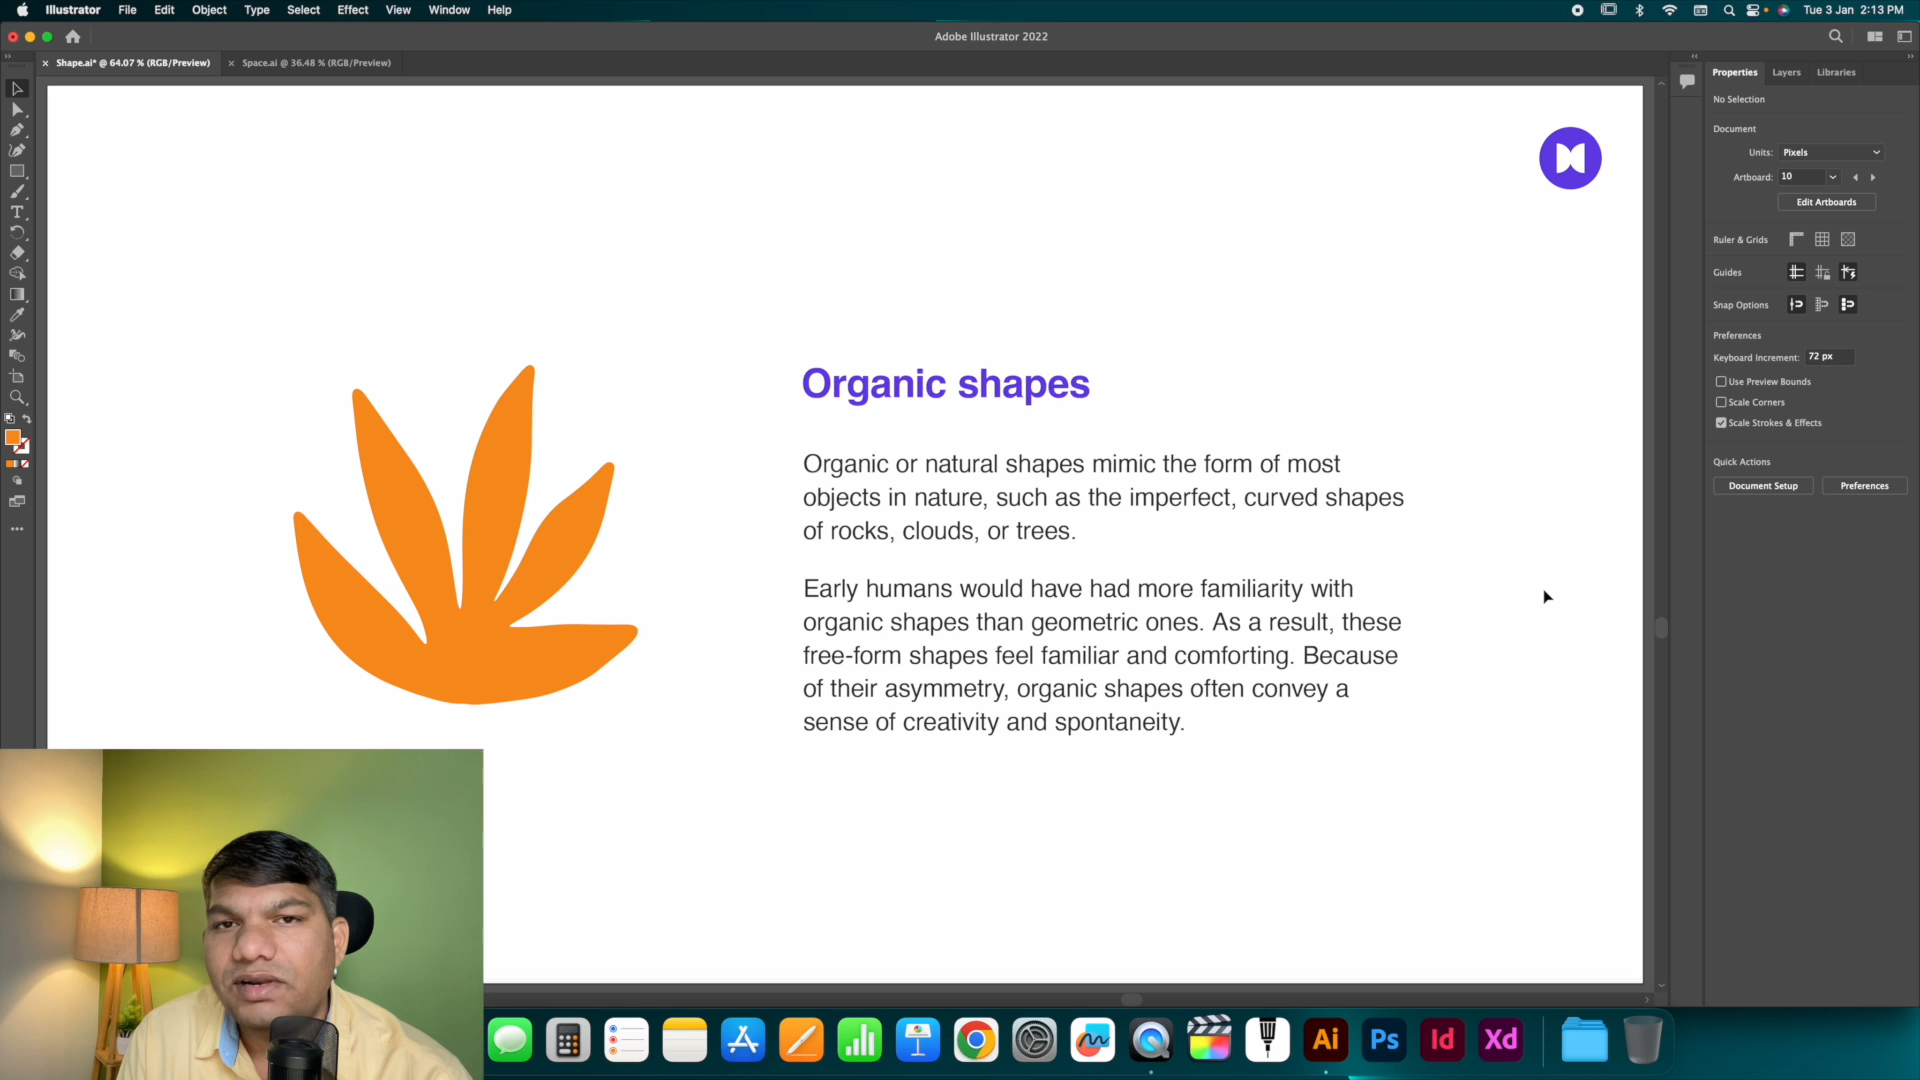 Illustrator File Edit Object Type Select Effect View Window Help
Tue 3 Jan 2:13 PM
Adobe Illustrator 2022
× Shape.ai* @ 64.07 % (RGB/Preview)
× Space.ai @ 36.48 % (RGB/Preview)
Properties Layers Libraries
No Selection
Document
Units: Pixels
Artboard: 10
Edit Artboards
Ruler & Grids
Guides
Snap Options
Preferences
Keyboard Increment: 72 px
Use Preview Bounds
Scale Corners
Scale Strokes & Effects
Quick Actions
Document Setup
Preferences
Organic shapes
Organic or natural shapes mimic the form of most
objects in nature, such as the imperfect, curved shapes
of rocks, clouds, or trees.
Early humans would have had more familiarity with
organic shapes than geometric ones. As a result, these
free-form shapes feel familiar and comforting. Because
of their asymmetry, organic shapes often convey a
sense of creativity and spontaneity.
Ai
Ps
Id
Xd